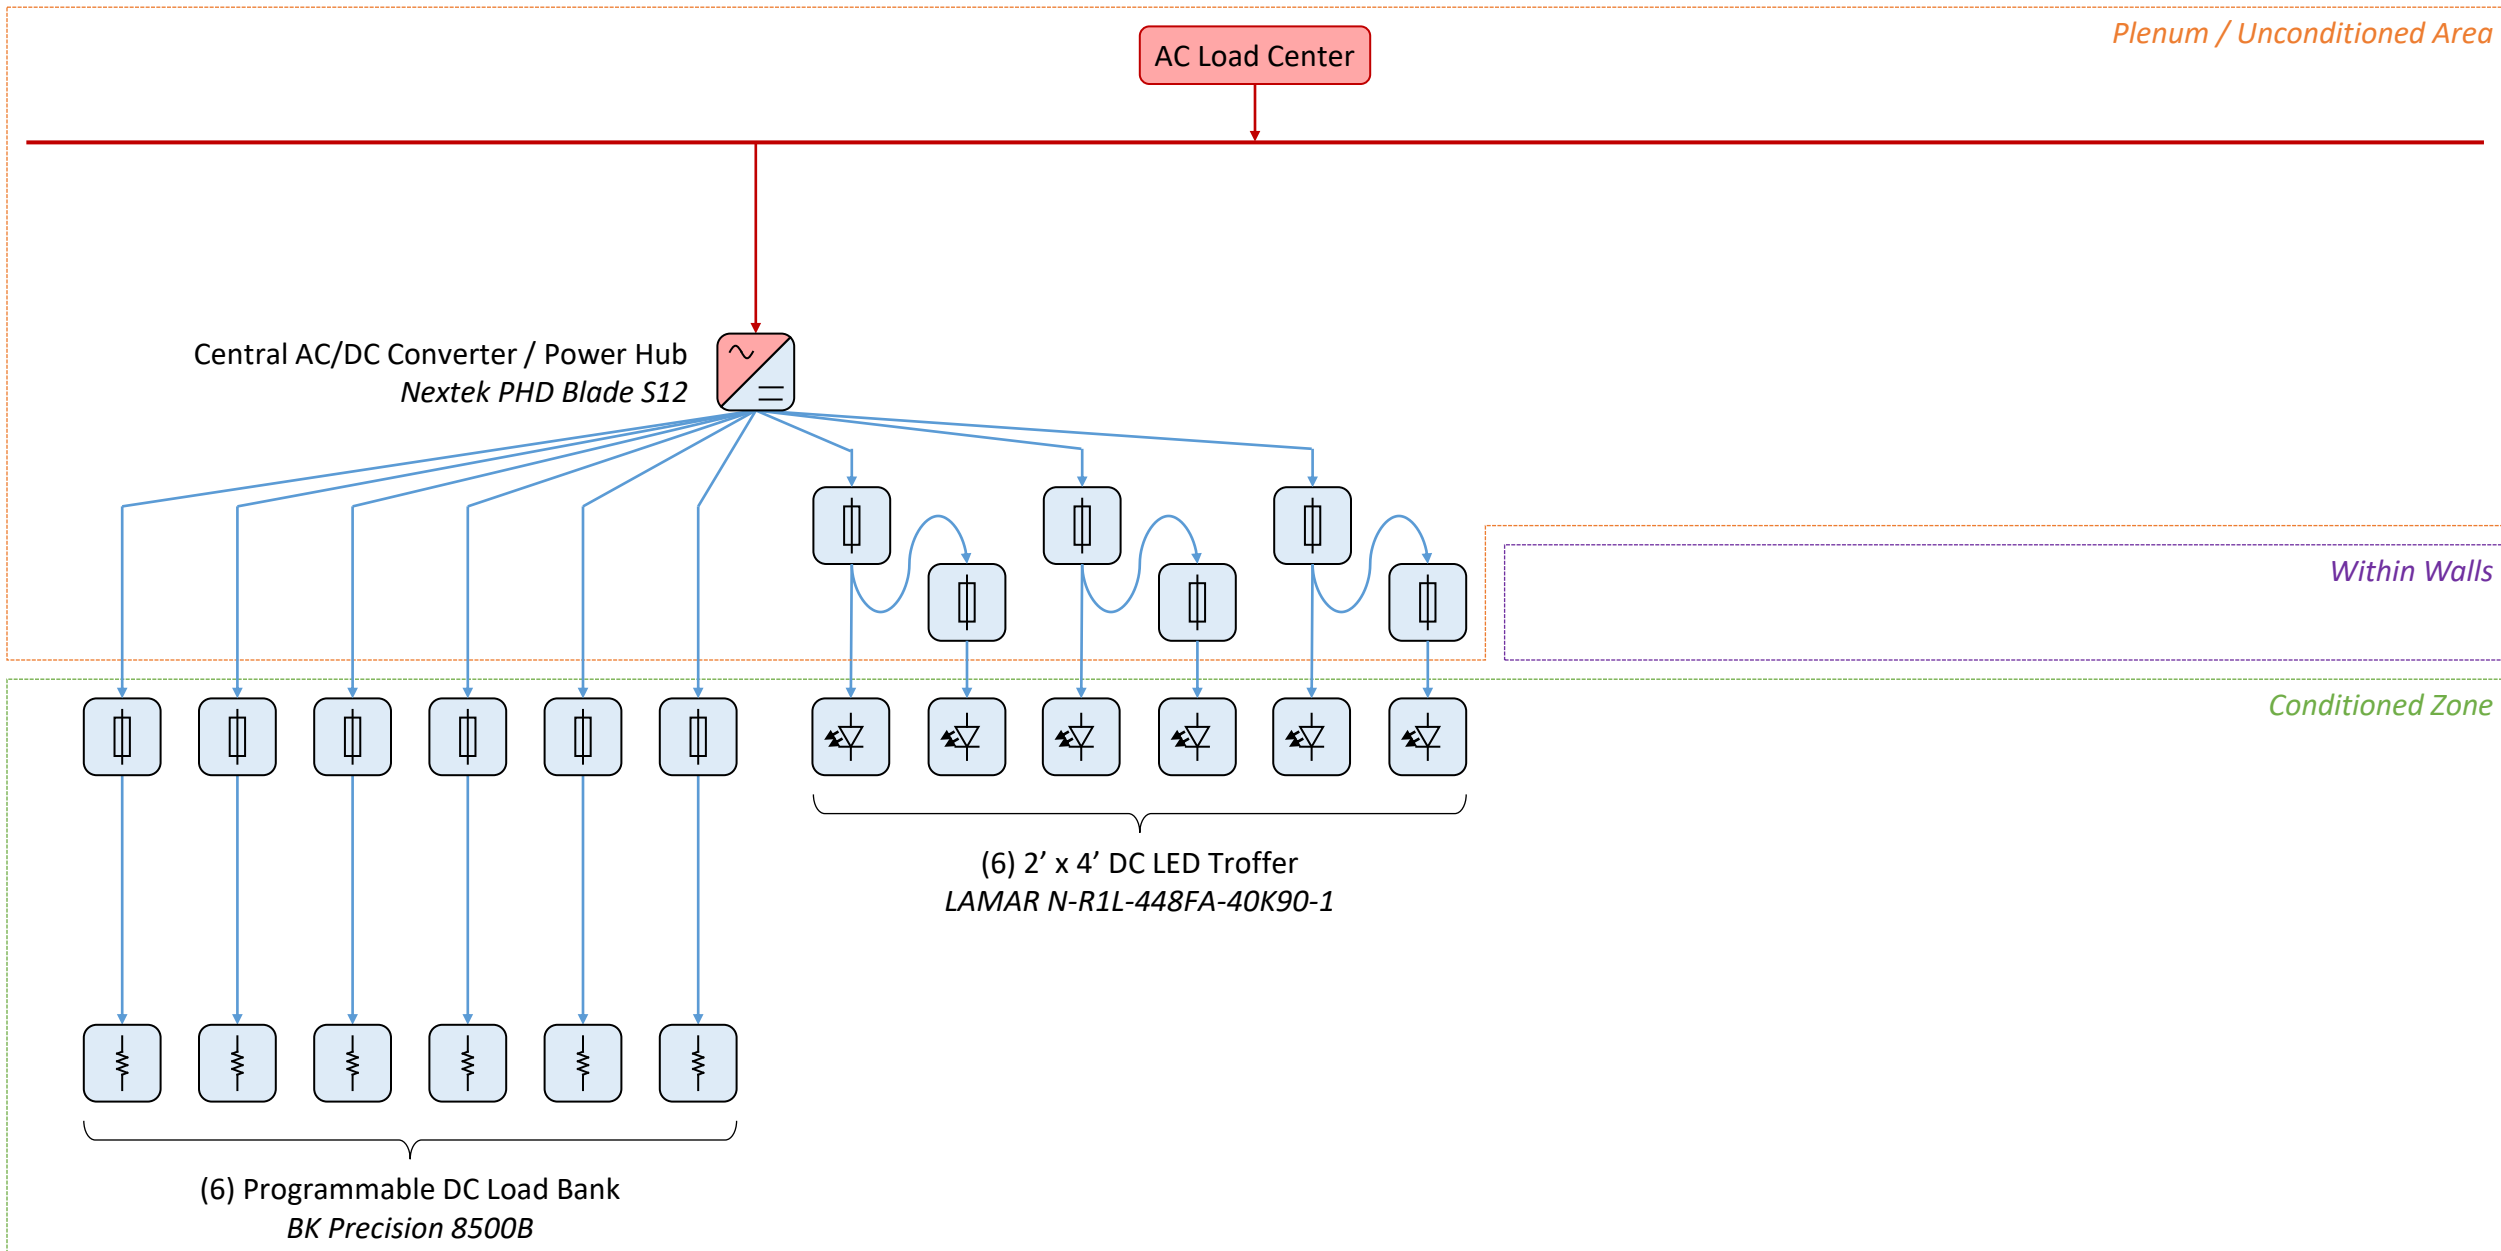 AC Load Center
Plenum / Unconditioned Area
Central AC/DC Converter / Power Hub
Nextek PHD Blade S12
Within Walls
Conditioned Zone
(6) 2’ x 4’ DC LED Troffer
LAMAR N-R1L-448FA-40K90-1
(6) Programmable DC Load Bank
BK Precision 8500B